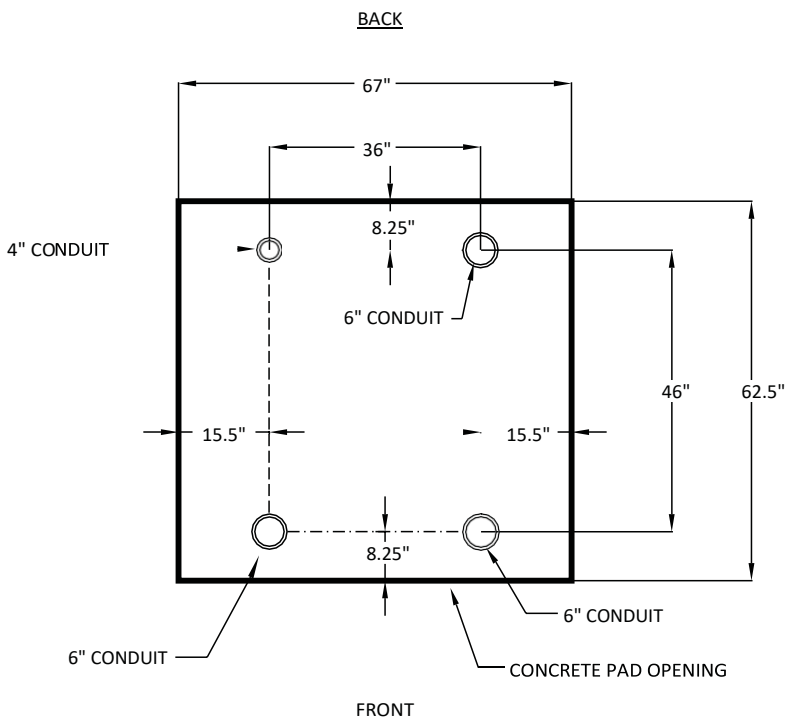 BACK
67"
36"
8.25"
4" CONDUIT
6" CONDUIT
46"
62.5"
15.5"
15.5"
8.25"
6" CONDUIT
6" CONDUIT
CONCRETE PAD OPENING
FRONT